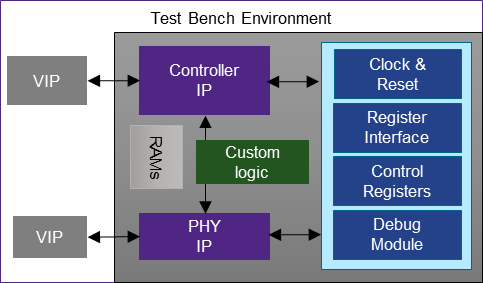 Test Bench Environment
VIP
Controller
IP
Clock &
Reset
Register
Interface
RAMs
Custom
logic
Control
Registers
VIP
PHY
IP
Debug
Module